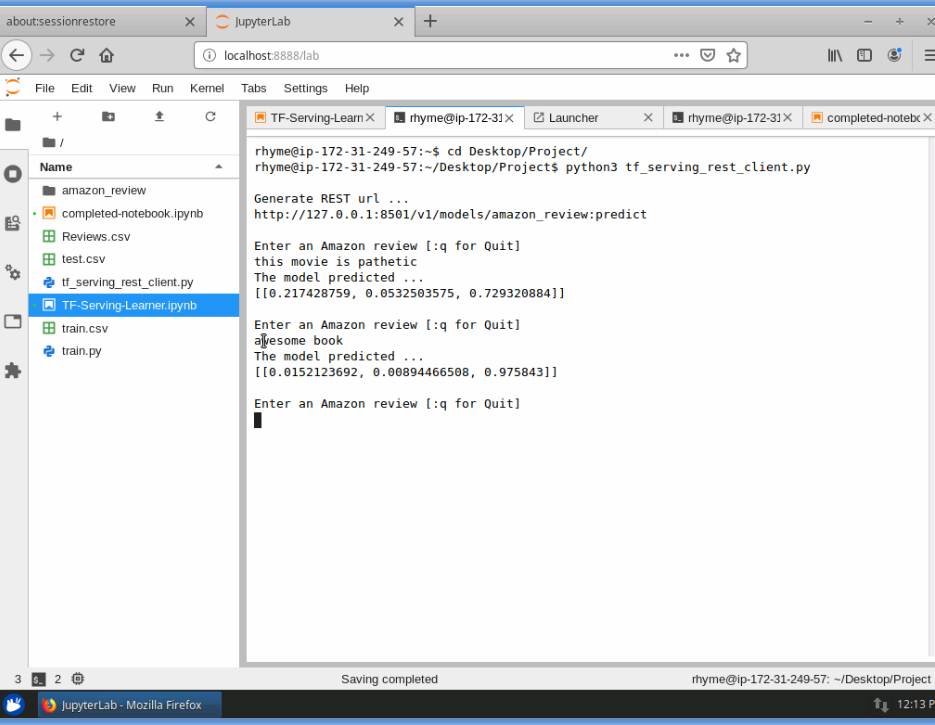 about:sessionrestore
JupyterLab
localhost:8888/lab
File Edit View Run Kernel Tabs Settings Help
TF-Serving-Learn
rhyme@ip-172-31
Launcher
rhyme@ip-172-31
completed-notebo
/
Name
amazon_review
completed-notebook.ipynb
Reviews.csv
test.csv
tf_serving_rest_client.py
TF-Serving-Learner.ipynb
train.csv
train.py
rhyme@ip-172-31-249-57:~$ cd Desktop/Project/
rhyme@ip-172-31-249-57:~/Desktop/Project$ python3 tf_serving_rest_client.py
Generate REST url ...
http://127.0.0.1:8501/v1/models/amazon_review:predict
Enter an Amazon review [:q for Quit]
this movie is pathetic
The model predicted ...
[[0.217428759, 0.0532503575, 0.729320884]]
Enter an Amazon review [:q for Quit]
awesome book
The model predicted ...
[[0.0152123692, 0.00894466508, 0.975843]]
Enter an Amazon review [:q for Quit]
3 $_ 2 Saving completed rhyme@ip-172-31-249-57: ~/Desktop/Project
JupyterLab - Mozilla Firefox 12:13 P